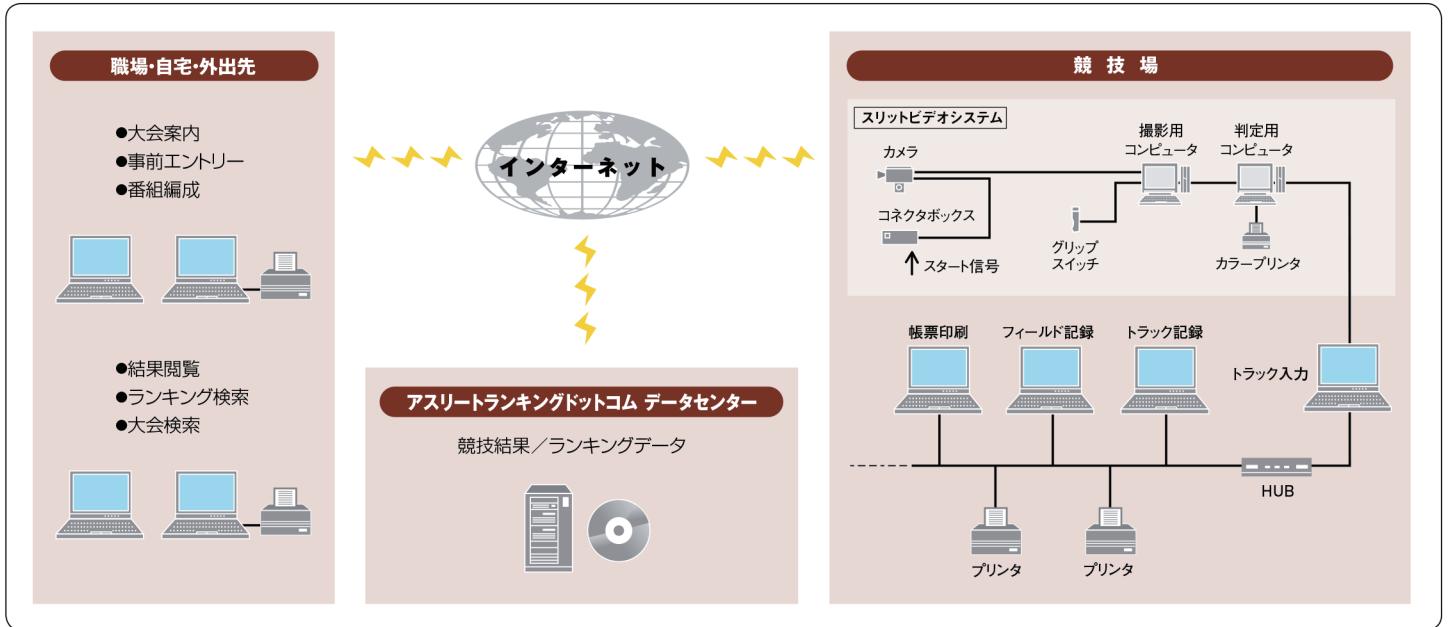 職場・自宅・外出先
●大会案内
●事前エントリー
●番組編成
●結果閲覧
●ランキング検索
●大会検索
インターネット
アスリートランキングドットコム データセンター
競技結果／ランキングデータ
競技場
スリットビデオシステム
カメラ
コネクタボックス
スタート信号
グリップ
スイッチ
撮影用
コンピュータ
判定用
コンピュータ
カラープリンタ
帳票印刷
フィールド記録
トラック記録
トラック入力
HUB
プリンタ
プリンタ